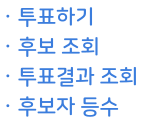 · 투표하기
· 후보 조회
· 투표결과 조회
· 후보자 등수